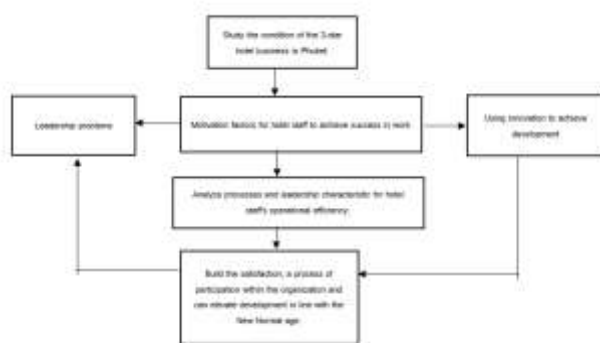 Study the condition of the 3-star
hotel business in Phuket
Leadership problems
Motivation factors for hotel staff to achieve success in work
Using innovation to achieve
development
Analyze processes and leadership characteristic for hotel
staff's operational efficiency
Build the satisfaction, a process of
participation within the organization and
can elevate development in line with the
New Normal age